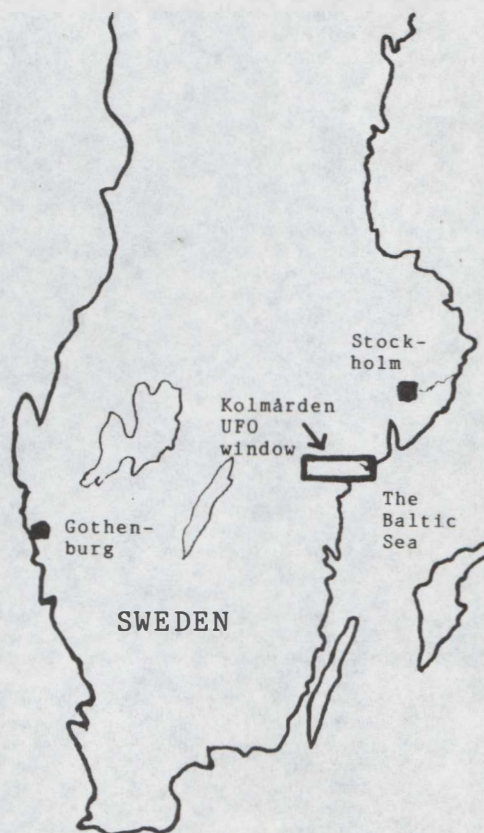 Stock-
holm
Kolmården
UFO
window
The
Baltic
Sea
Gothen-
burg
SWEDEN